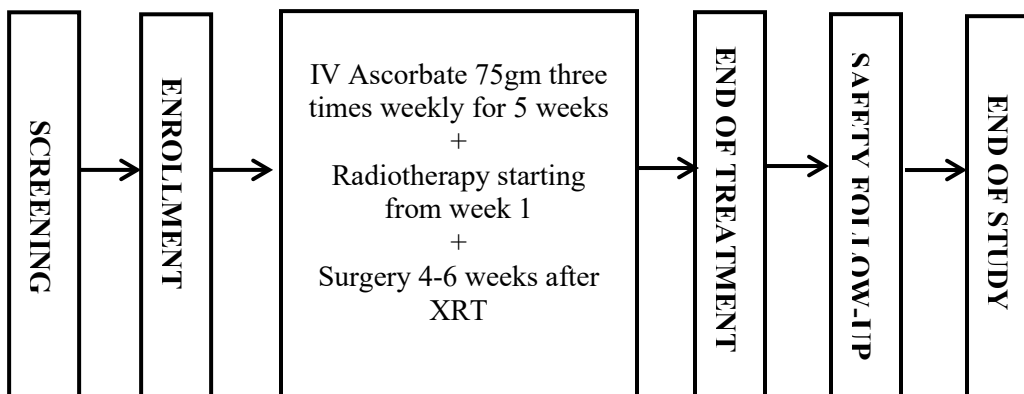 SCREENING
ENROLLMENT
IV Ascorbate 75gm three
times weekly for 5 weeks
+
Radiotherapy starting
from week 1
+
Surgery 4-6 weeks after
XRT
END OF TREATMENT
SAFETY FOLLOW-UP
END OF STUDY